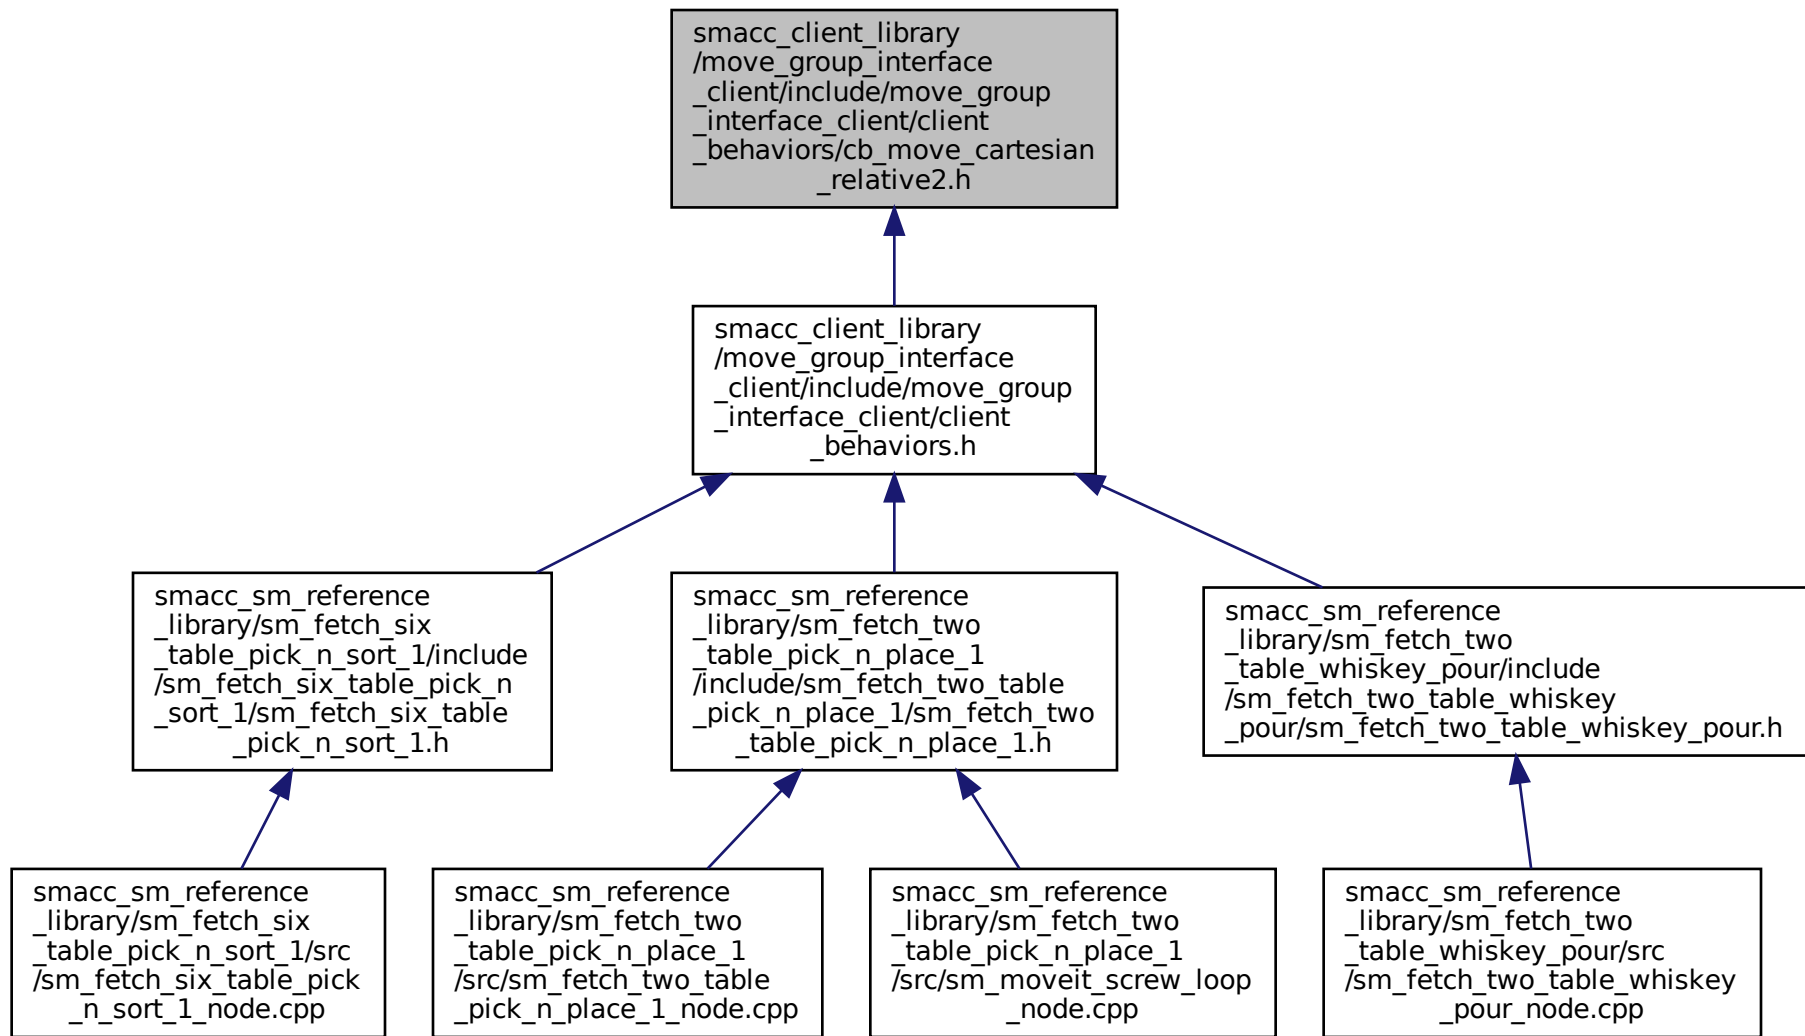 smacc_client_library
/move_group_interface
_client/include/move_group
_interface_client/client
_behaviors/cb_move_cartesian
_relative2.h
smacc_client_library
/move_group_interface
_client/include/move_group
_interface_client/client
_behaviors.h
smacc_sm_reference
_library/sm_fetch_six
_table_pick_n_sort_1/include
/sm_fetch_six_table_pick_n
_sort_1/sm_fetch_six_table
_pick_n_sort_1.h
smacc_sm_reference
_library/sm_fetch_two
_table_pick_n_place_1
/include/sm_fetch_two_table
_pick_n_place_1/sm_fetch_two
_table_pick_n_place_1.h
smacc_sm_reference
_library/sm_fetch_two
_table_whiskey_pour/include
/sm_fetch_two_table_whiskey
_pour/sm_fetch_two_table_whiskey_pour.h
smacc_sm_reference
_library/sm_fetch_six
_table_pick_n_sort_1/src
/sm_fetch_six_table_pick
_n_sort_1_node.cpp
smacc_sm_reference
_library/sm_fetch_two
_table_pick_n_place_1
/src/sm_fetch_two_table
_pick_n_place_1_node.cpp
smacc_sm_reference
_library/sm_fetch_two
_table_pick_n_place_1
/src/sm_moveit_screw_loop
_node.cpp
smacc_sm_reference
_library/sm_fetch_two
_table_whiskey_pour/src
/sm_fetch_two_table_whiskey
_pour_node.cpp